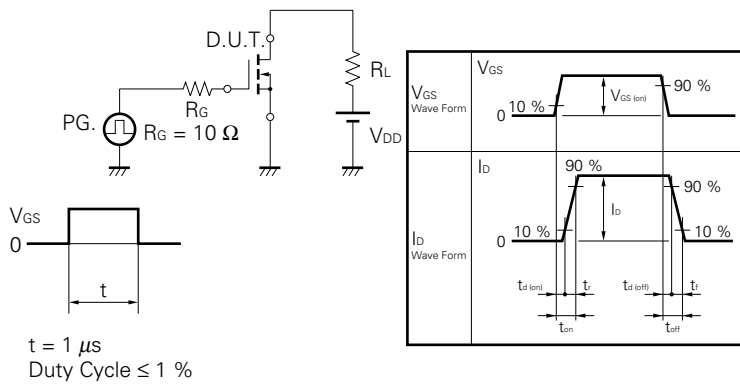 D.U.T.
RL
RG
PG.
RG = 10 Ω
VDD
VGS
0
t
t = 1 μs
Duty Cycle ≤ 1 %
VGS
Wave Form
VGS
10 %
0
VGS (on)
90 %
ID
Wave Form
ID
90 %
90 %
10 %
0
ID
10 %
td (on)
tr
td (off)
tf
ton
toff